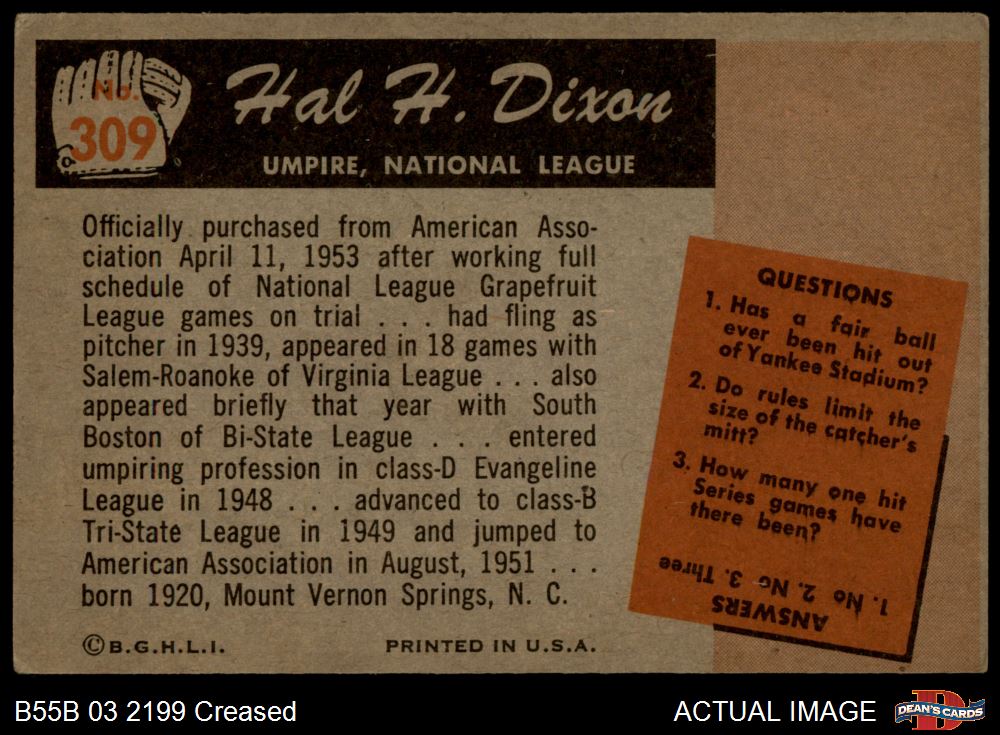 No.
309
Hal H. Dixon
UMPIRE, NATIONAL LEAGUE
Officially purchased from American Asso-
ciation April 11, 1953 after working full
schedule of National League Grapefruit
League games on trial . . . had fling as
pitcher in 1939, appeared in 18 games with
Salem-Roanoke of Virginia League . . . also
appeared briefly that year with South
Boston of Bi-State League . . . entered
umpiring profession in class-D Evangeline
League in 1948 . . . advanced to class-B
Tri-State League in 1949 and jumped to
American Association in August, 1951 . . .
born 1920, Mount Vernon Springs, N. C.
©B.G.H.L.I.
PRINTED IN U.S.A.
QUESTIONS
1. Has a fair ball
ever been hit out
of Yankee Stadium?
2. Do rules limit the
size of the catcher's
mitt?
3. How many one hit
Series games have
there been?
ANSWERS
1. No 2. No 3. Three
B55B 03 2199 Creased
ACTUAL IMAGE
DEAN'S CARDS